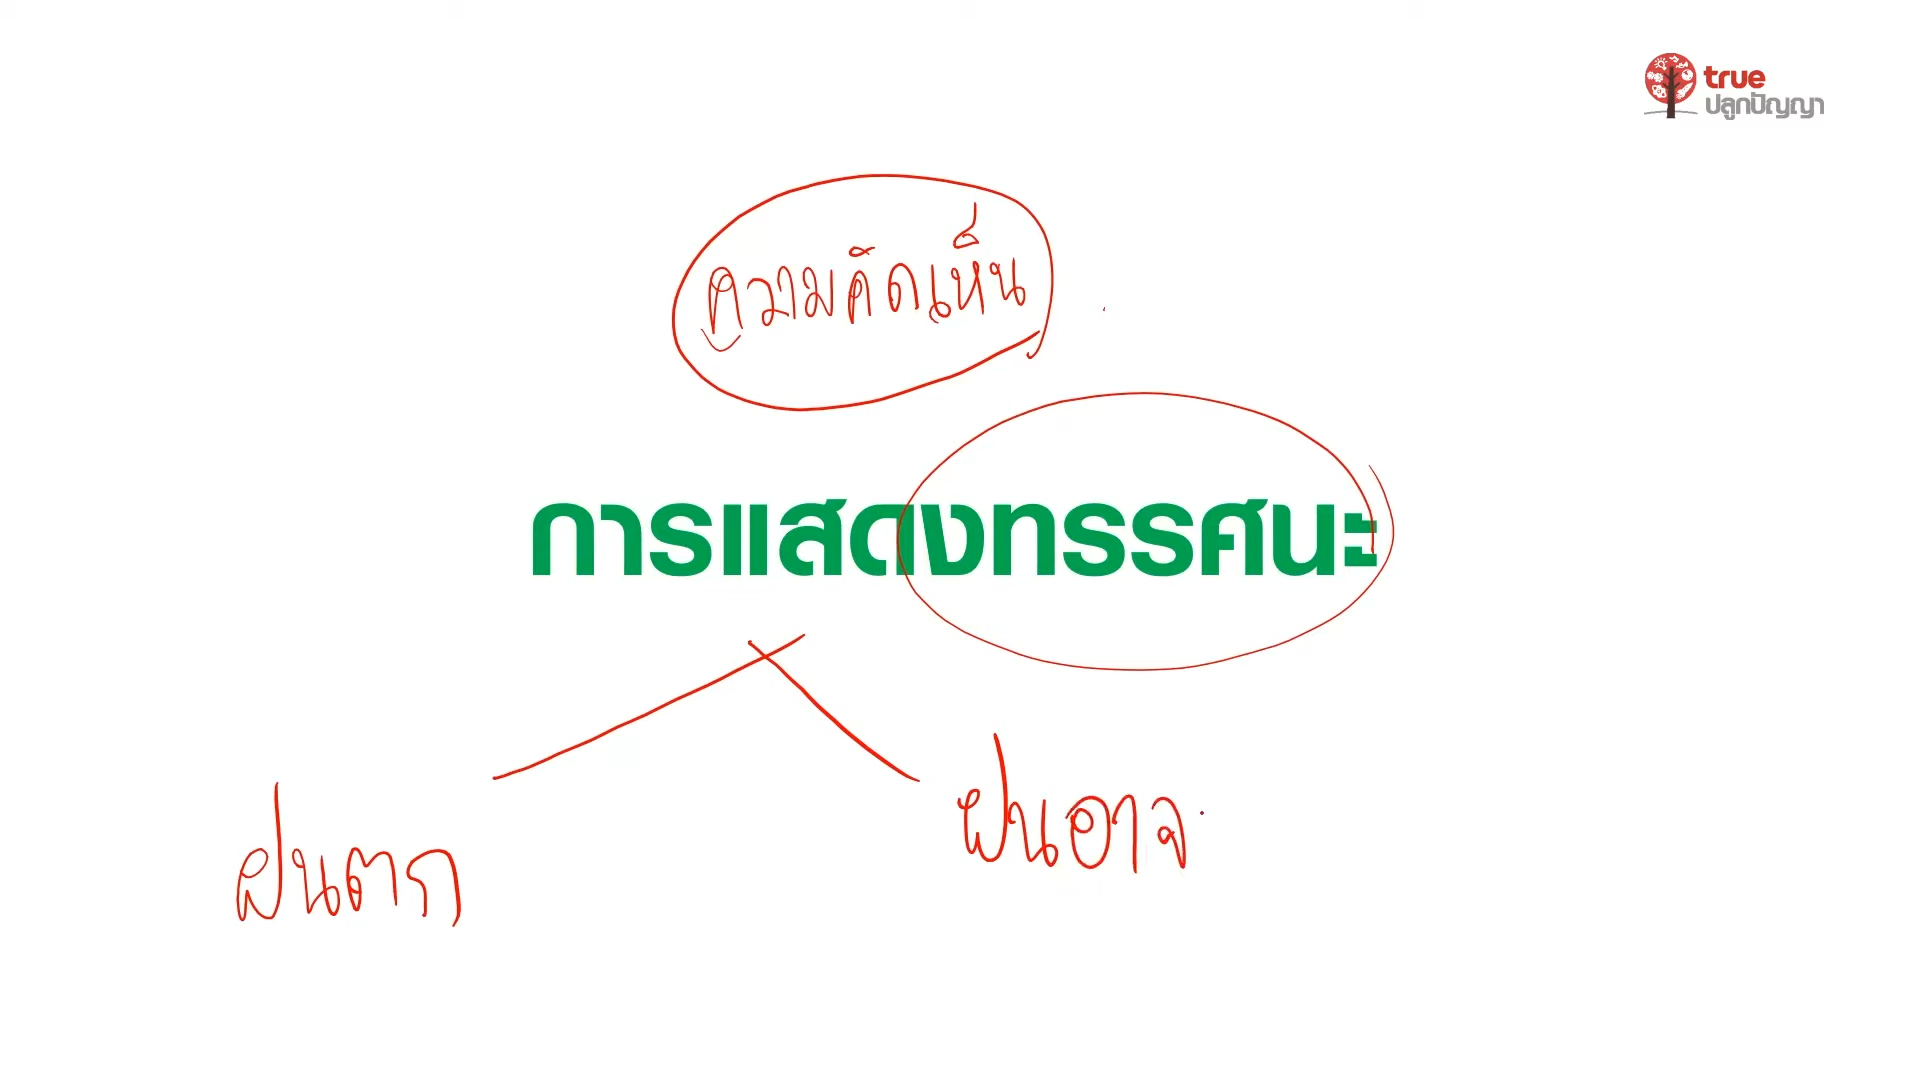 true
ปลูกปัญญา
ความคิดเห็น
การแสดงทรรศนะ
ฝนตก
ฝนอาจ